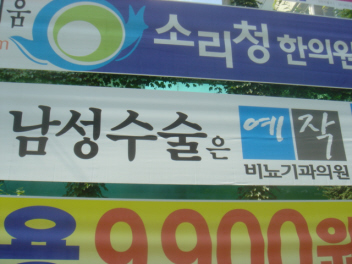 소리청 한의원
남성수술은 예작
비뇨기과의원
용 9,900원